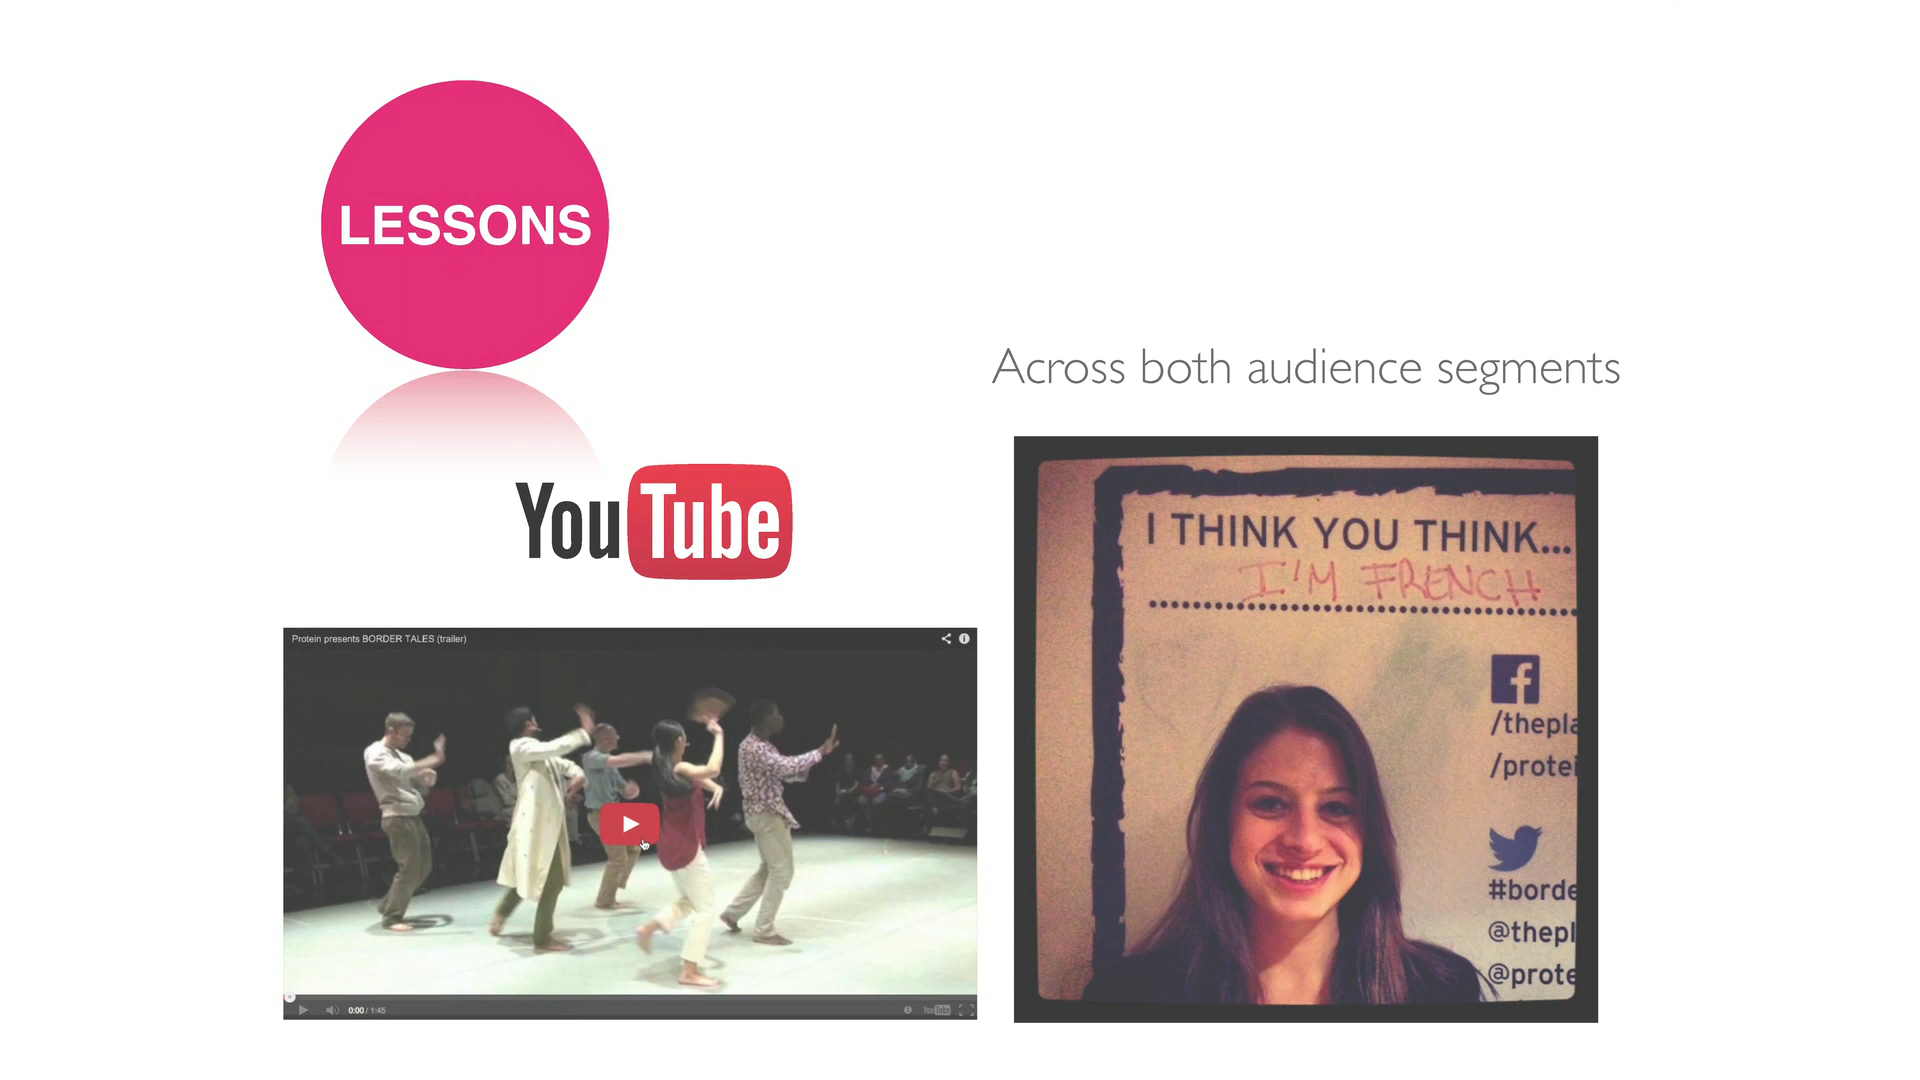 LESSONS
Across both audience segments
YouTube
Protein presents BORDER TALES (trailer)
0:00 / 1:45
YouTube
I THINK YOU THINK...
I'M FRENCH
/thepla
/protei
#borde
@thepl
@prote